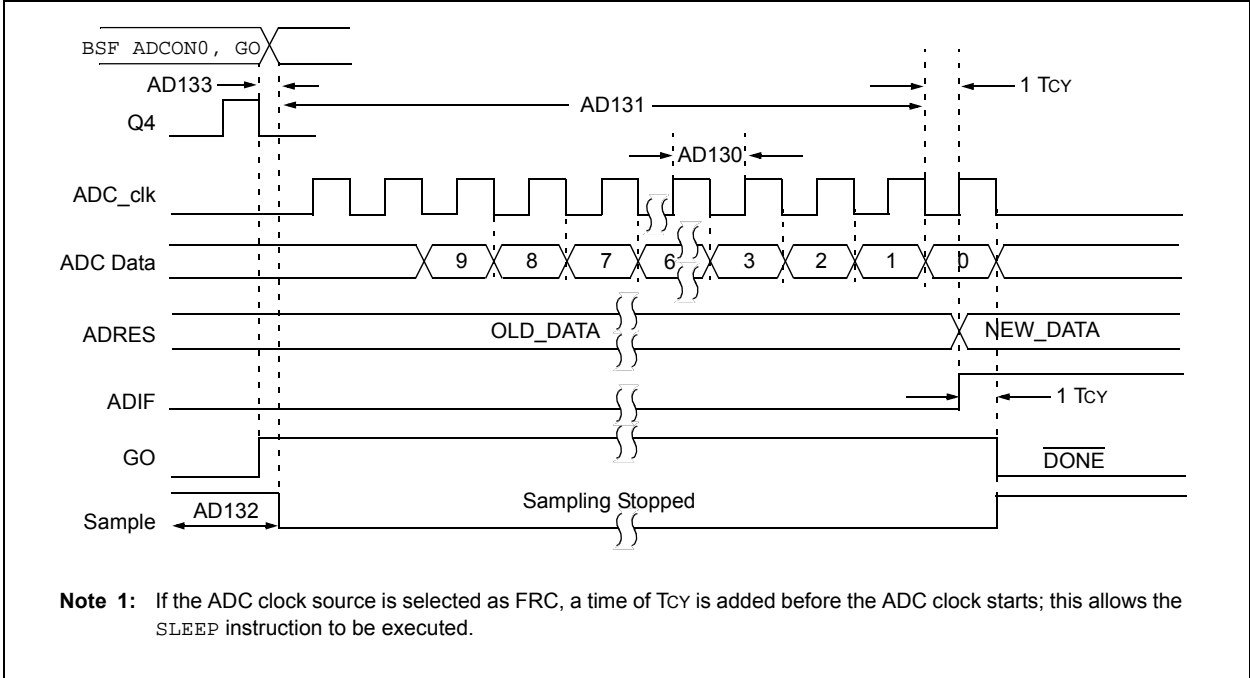 BSF ADCON0, GO
AD133
1 TCY
AD131
Q4
AD130
ADC_clk
ADC Data
9 8 7 6 3 2 1 0
ADRES
OLD_DATA
NEW_DATA
ADIF
1 TCY
GO
DONE
Sampling Stopped
AD132
Sample
Note 1: If the ADC clock source is selected as FRC, a time of TCY is added before the ADC clock starts; this allows the
SLEEP instruction to be executed.